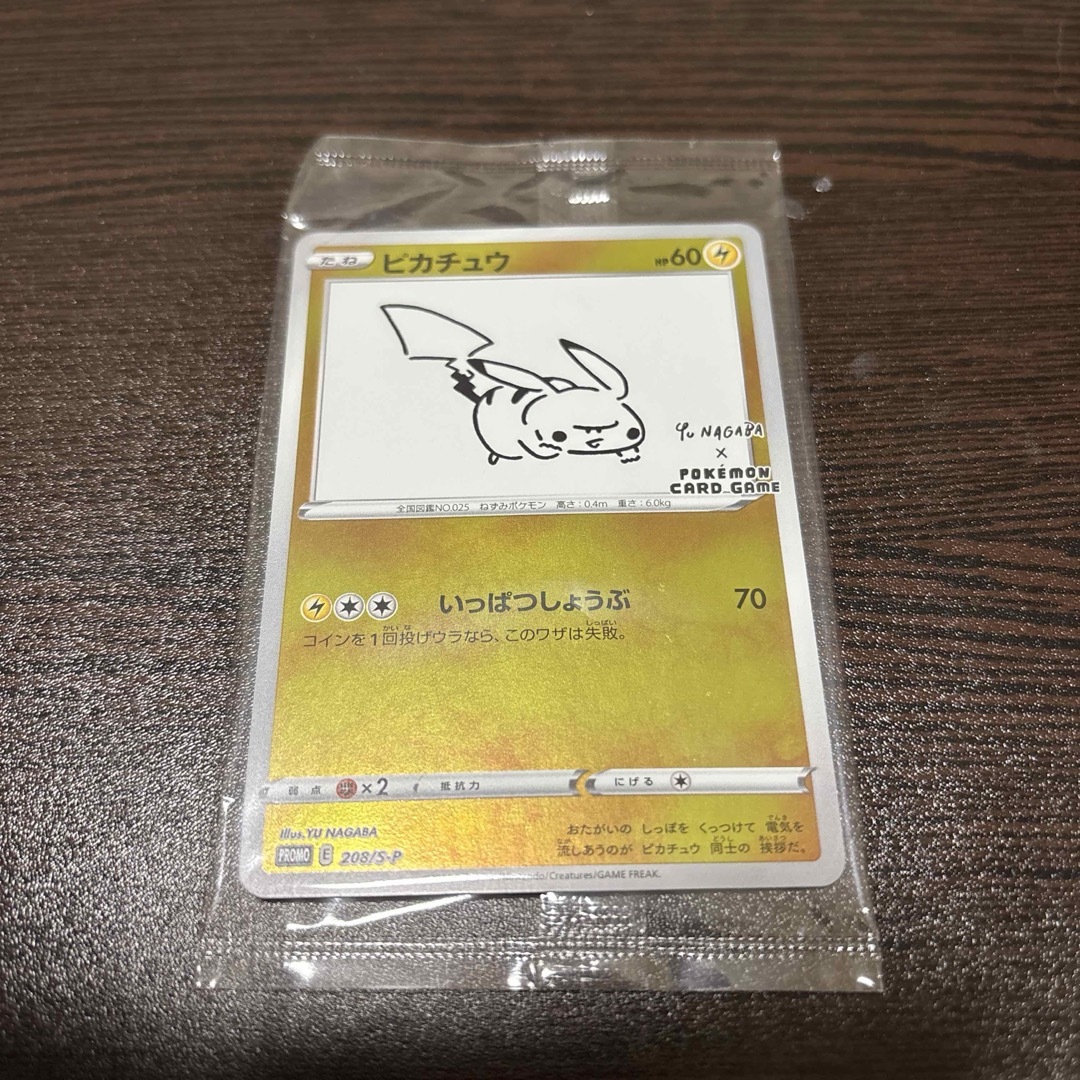 たね ピカチュウ HP60
Yu NAGABA
×
POKÉMON
CARD GAME
全国図鑑NO.025 ねずみポケモン 高さ:0.4m 重さ:6.0kg
いっぱつしょうぶ 70
コインを1回投げウラなら、このワザは失敗。
弱点 ×2 抵抗力 にげる
Illus.YU NAGABA
PROMO E 208/S-P
おたがいの しっぽを くっつけて 電気を
流しあうのが ピカチュウ 同士の 挨拶だ。
/Creatures/GAME FREAK.